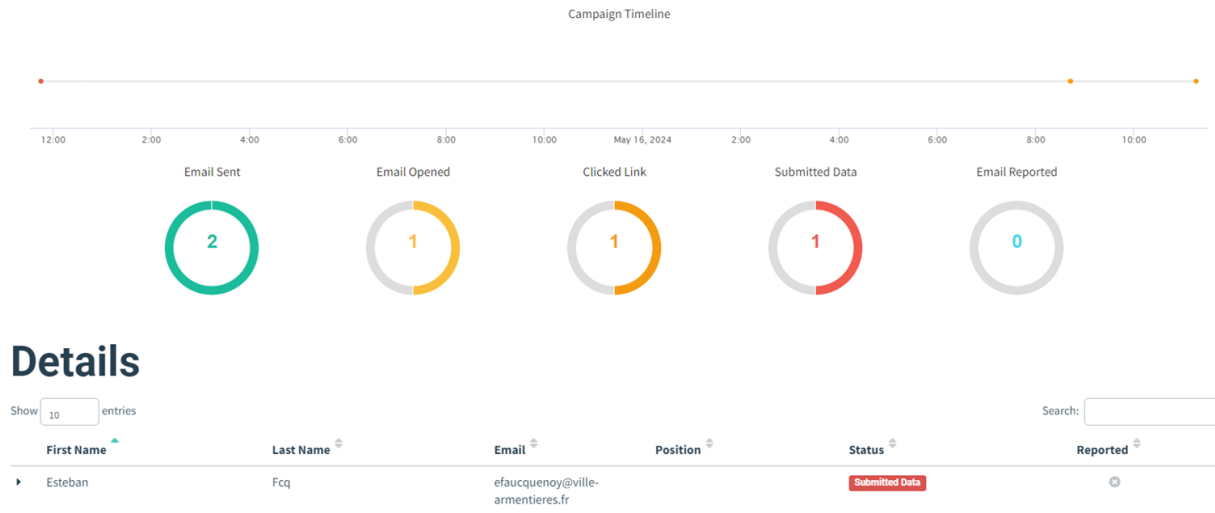 Campaign Timeline
12:00 2:00 4:00 6:00 8:00 10:00 May 16, 2024 2:00 4:00 6:00 8:00 10:00
Email Sent Email Opened Clicked Link Submitted Data Email Reported
2 1 1 1 0
Details
Show 10 entries Search:
First Name Last Name Email Position Status Reported
Esteban Fcq efaucquenoy@ville- Submitted Data
armentieres.fr